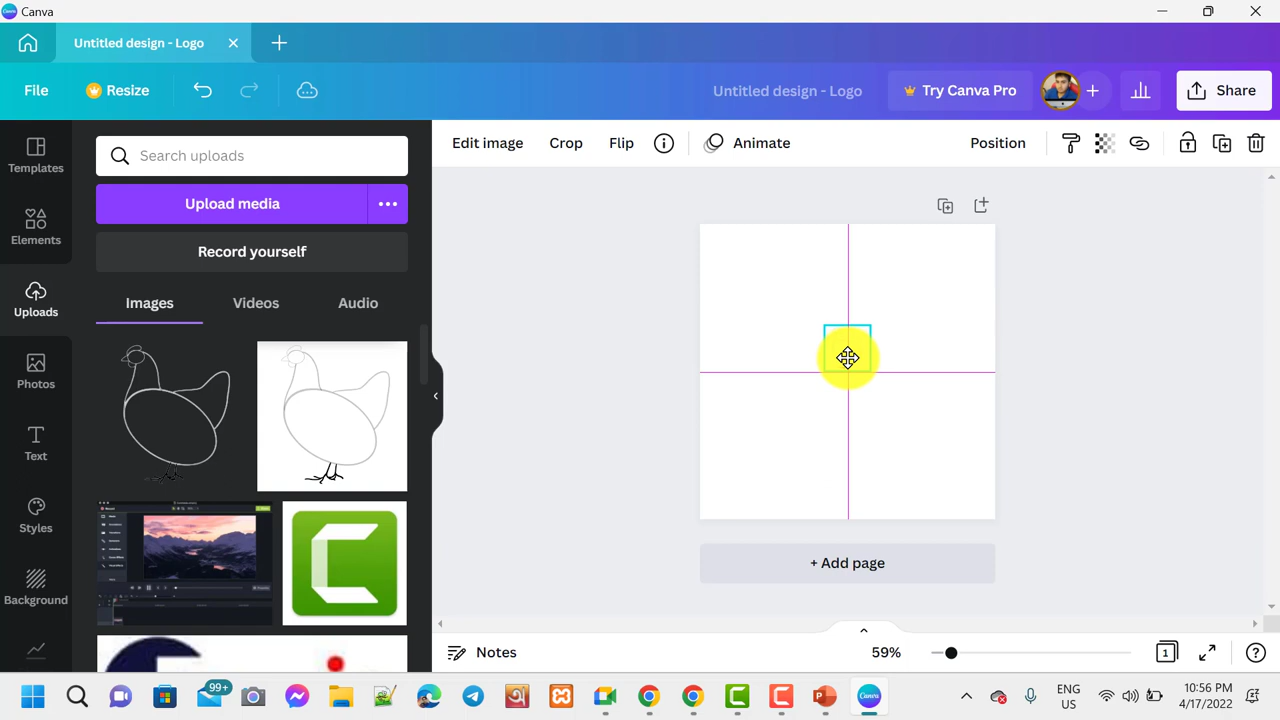 Canva
Untitled design - Logo
File
Resize
Untitled design - Logo
Try Canva Pro
Share
Templates
Search uploads
Edit image
Crop
Flip
Animate
Position
Upload media
Elements
Record yourself
Uploads
Images
Videos
Audio
Photos
Text
Styles
Background
+ Add page
Notes
59%
1
99+
ENG
US
10:56 PM
4/17/2022